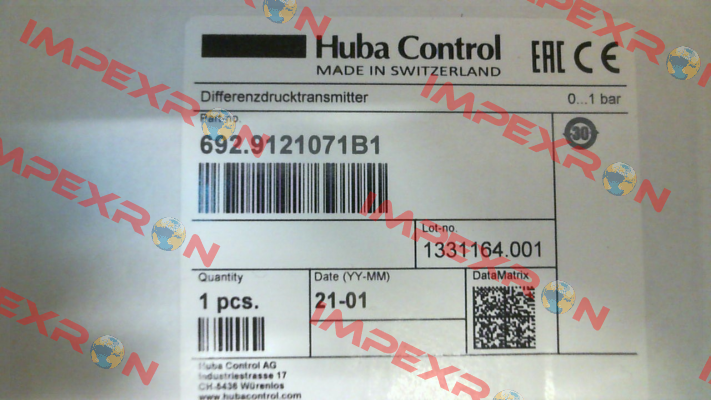 Huba Control
MADE IN SWITZERLAND
EAC CE
Differenzdrucktransmitter 0...1 bar
Part-no.
692.9121071B1
30
Lot-no.
1331164.001
Quantity Date (YY-MM) DataMatrix
1 pcs. 21-01
Huba Control AG
Industriestrasse 17
CH-5436 Würenlos
www.hubacontrol.com
IMPEXRON
IMPEXRON
IMPEXRON
IMPEXRON
IMPEXRON
IMPEXRON
IMPEXRON